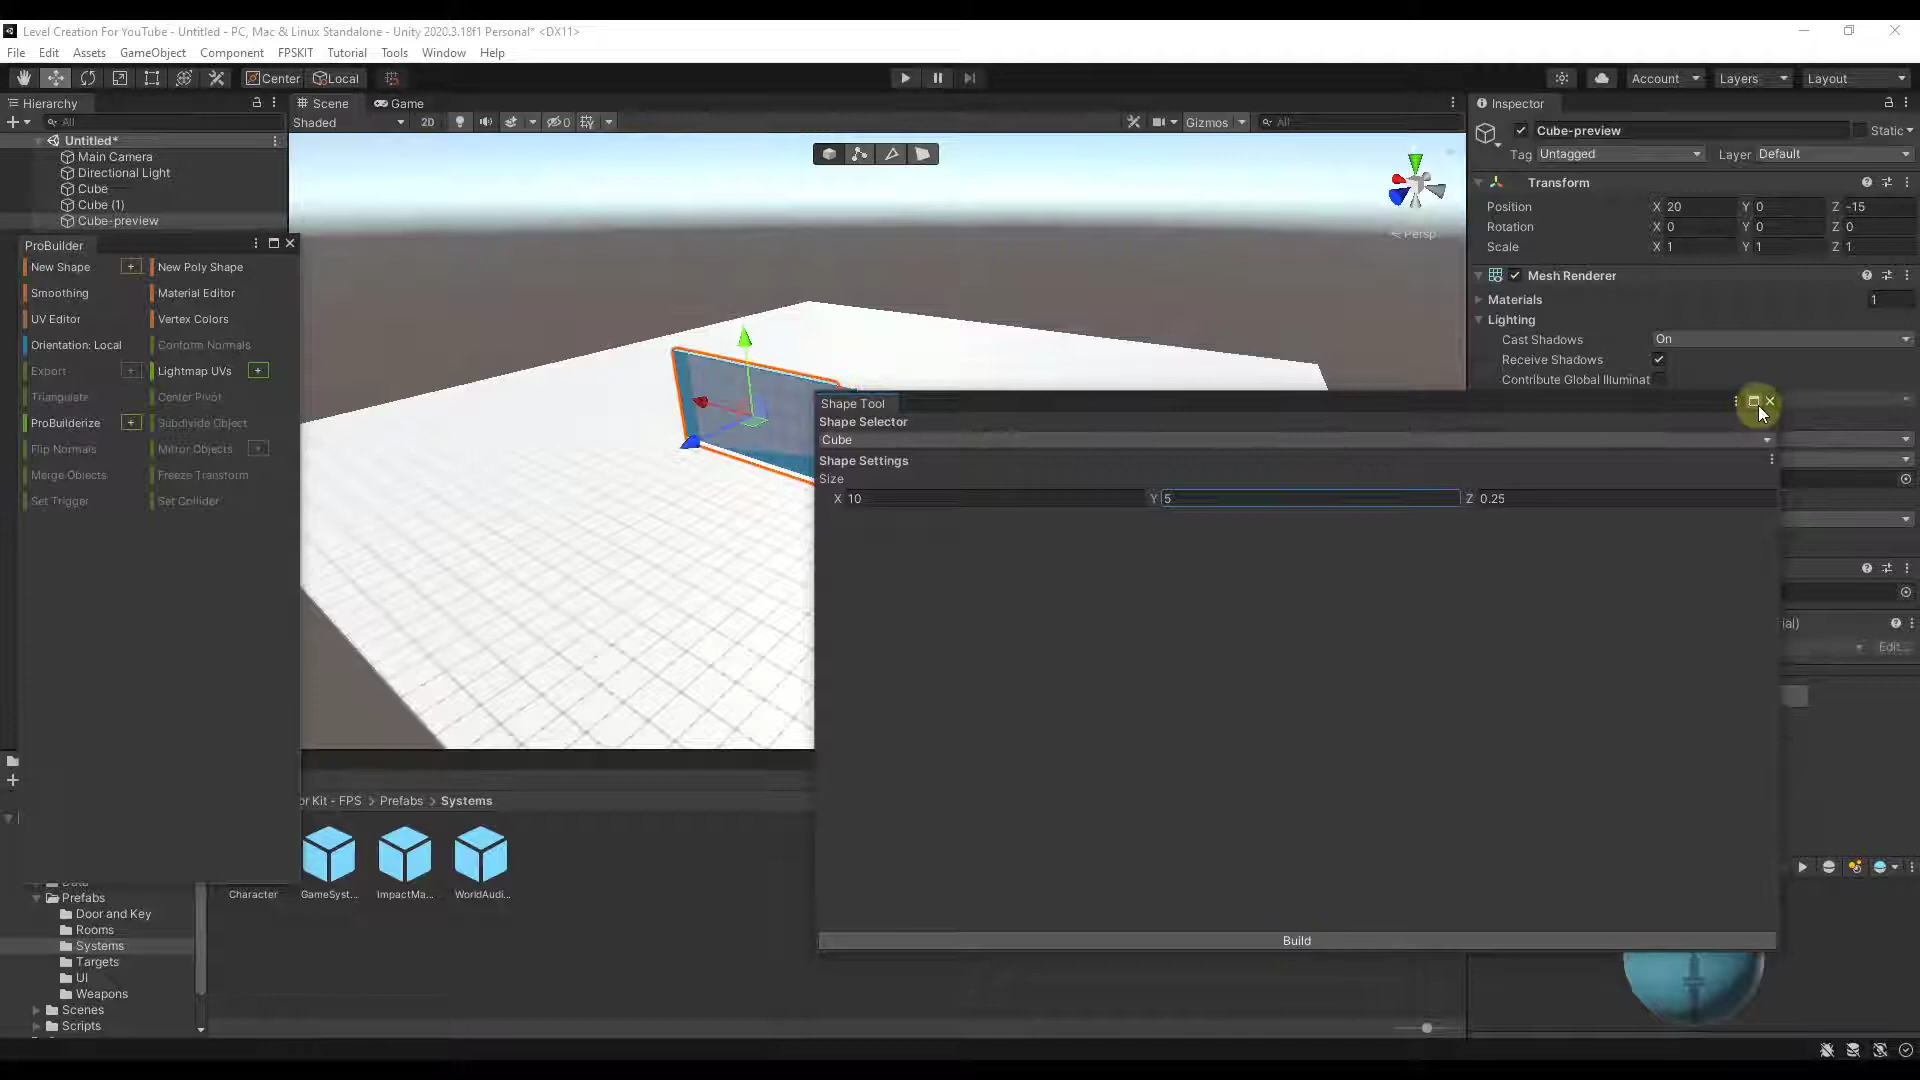 Level Creation For YouTube - Untitled - PC, Mac & Linux Standalone - Unity 2020.3.18f1 Personal* <DX11>
File Edit Assets GameObject Component FPSKIT Tutorial Tools Window Help
Center Local Account Layers Layout
Hierarchy Scene Game Inspector
All Shaded 2D 0 Gizmos All
Cube-preview Static
Untitled*
Main Camera
Directional Light
Cube
Cube (1)
Cube-preview
Tag Untagged Layer Default
Transform
Position X 20 Y 0 Z -15
Rotation X 0 Y 0 Z 0
Scale X 1 Y 1 Z 1
Persp
Mesh Renderer
Materials 1
Lighting
Cast Shadows On
Receive Shadows
Contribute Global Illuminat
ProBuilder
New Shape + New Poly Shape
Smoothing Material Editor
UV Editor Vertex Colors
Orientation: Local Conform Normals
Export + Lightmap UVs +
Triangulate Center Pivot
ProBuilderize + Subdivide Object
Flip Normals Mirror Objects +
Merge Objects Freeze Transform
Set Trigger Set Collider
Shape Tool
Shape Selector
Cube
Shape Settings
Size
X 10 Y 5 Z 0.25
Build
ial)
Edit...
or Kit - FPS > Prefabs > Systems
Character GameSyst... ImpactMa... WorldAudi...
Prefabs
Door and Key
Rooms
Systems
Targets
UI
Weapons
Scenes
Scripts